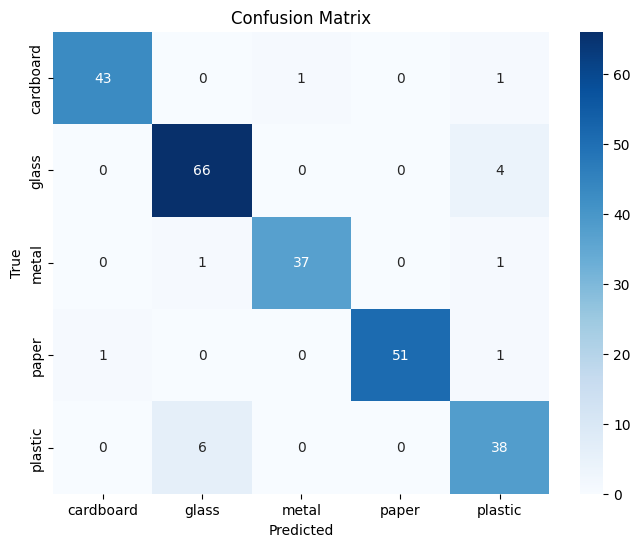 Confusion Matrix
True
cardboard 43 0 1 0 1
glass 0 66 0 0 4
metal 0 1 37 0 1
paper 1 0 0 51 1
plastic 0 6 0 0 38
cardboard glass metal paper plastic
Predicted
60
50
40
30
20
10
0